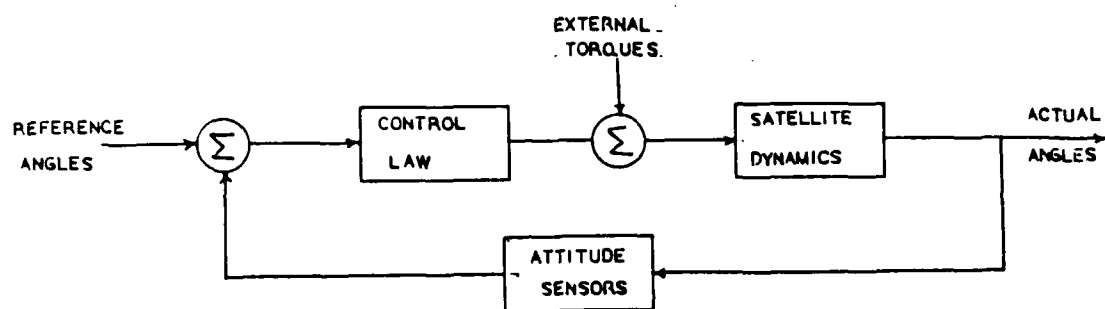 EXTERNAL
TORQUES
REFERENCE
ANGLES
Σ
CONTROL
LAW
Σ
SATELLITE
DYNAMICS
ACTUAL
ANGLES
ATTITUDE
SENSORS